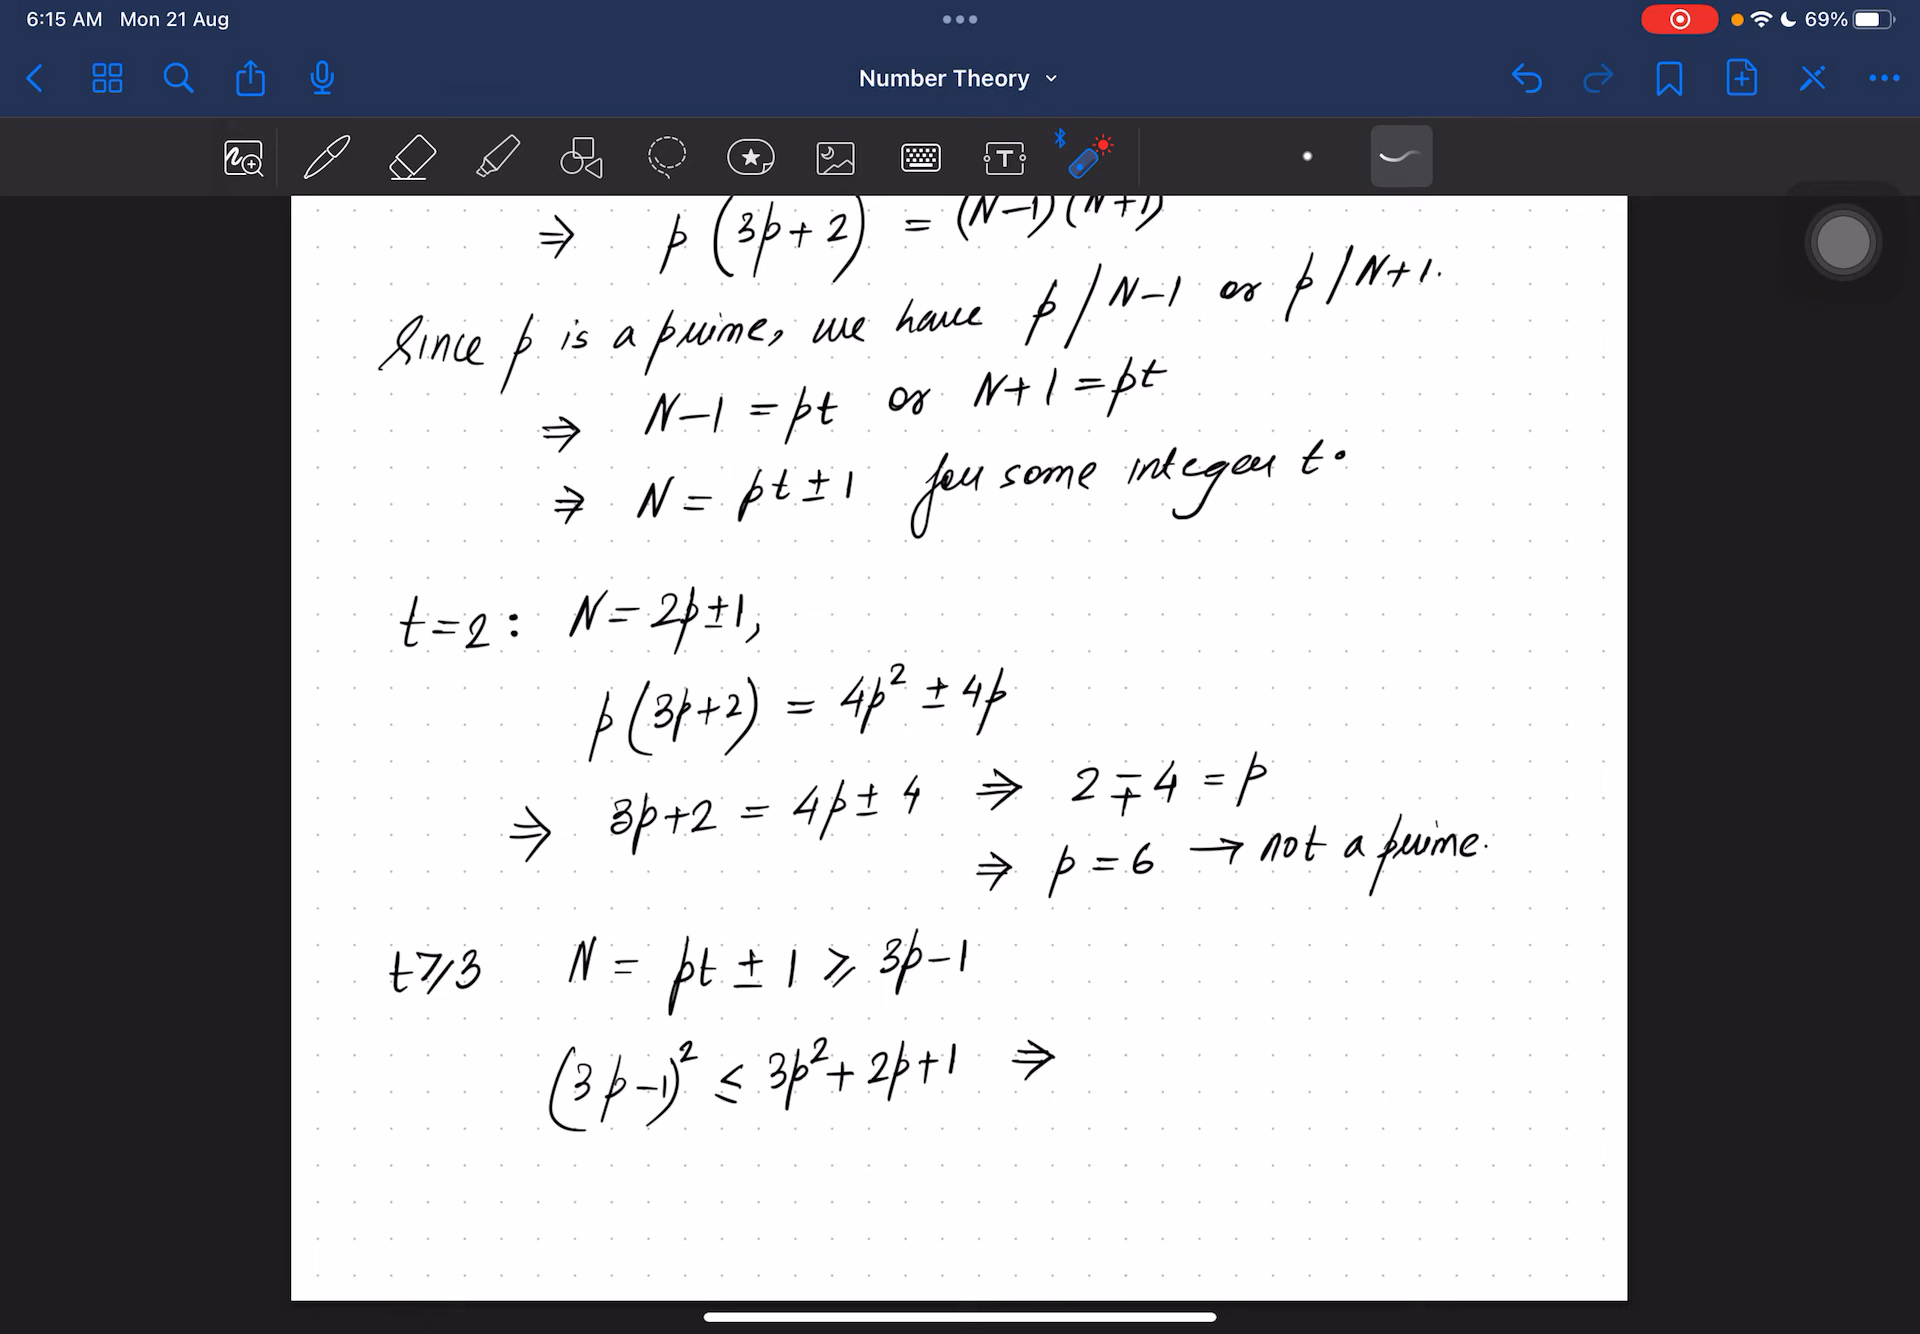 6:15 AM Mon 21 Aug
69%
Number Theory
T
⇒ p(3p+2) = (N-1)(N+1)
Since p is a prime, we have p/N-1 or p/N+1.
⇒ N-1 = pt or N+1 = pt
⇒ N = pt ± 1 for some integer t.
t=2: N = 2p±1,
p(3p+2) = 4p² ± 4p
⇒ 3p+2 = 4p ± 4 ⇒ 2 ∓ 4 = p
⇒ p = 6 → not a prime.
t⩾3 N = pt ± 1 ⩾ 3p-1
(3p-1)² ≤ 3p²+2p+1 ⇒